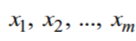 x₁, x₂, ..., xₘ